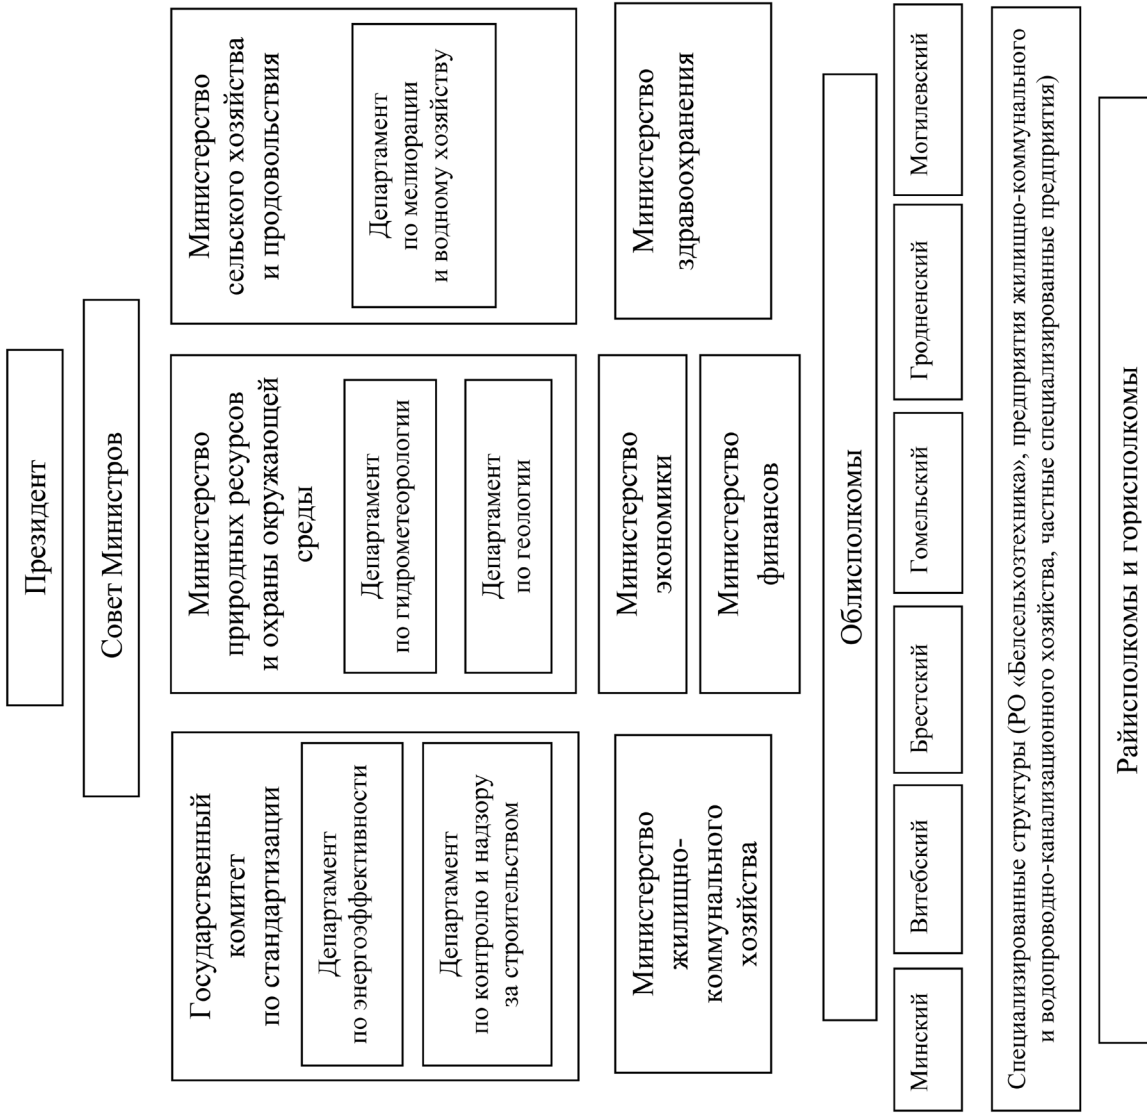 Президент
Совет Министров
Государственный
комитет
по стандартизации
Департамент
по энергоэффективности
Департамент
по контролю и надзору
за строительством
Министерство
природных ресурсов
и охраны окружающей
среды
Департамент
по гидрометеорологии
Департамент
по геологии
Министерство
сельского хозяйства
и продовольствия
Департамент
по мелиорации
и водному хозяйству
Министерство
жилищно-
коммунального
хозяйства
Министерство
экономики
Министерство
финансов
Министерство
здравоохранения
Облисполкомы
Минский
Витебский
Брестский
Гомельский
Гродненский
Могилевский
Специализированные структуры (РО «Белсельхозтехника», предприятия жилищно-коммунального
и водопроводно-канализационного хозяйства, частные специализированные предприятия)
Райисполкомы и горисполкомы